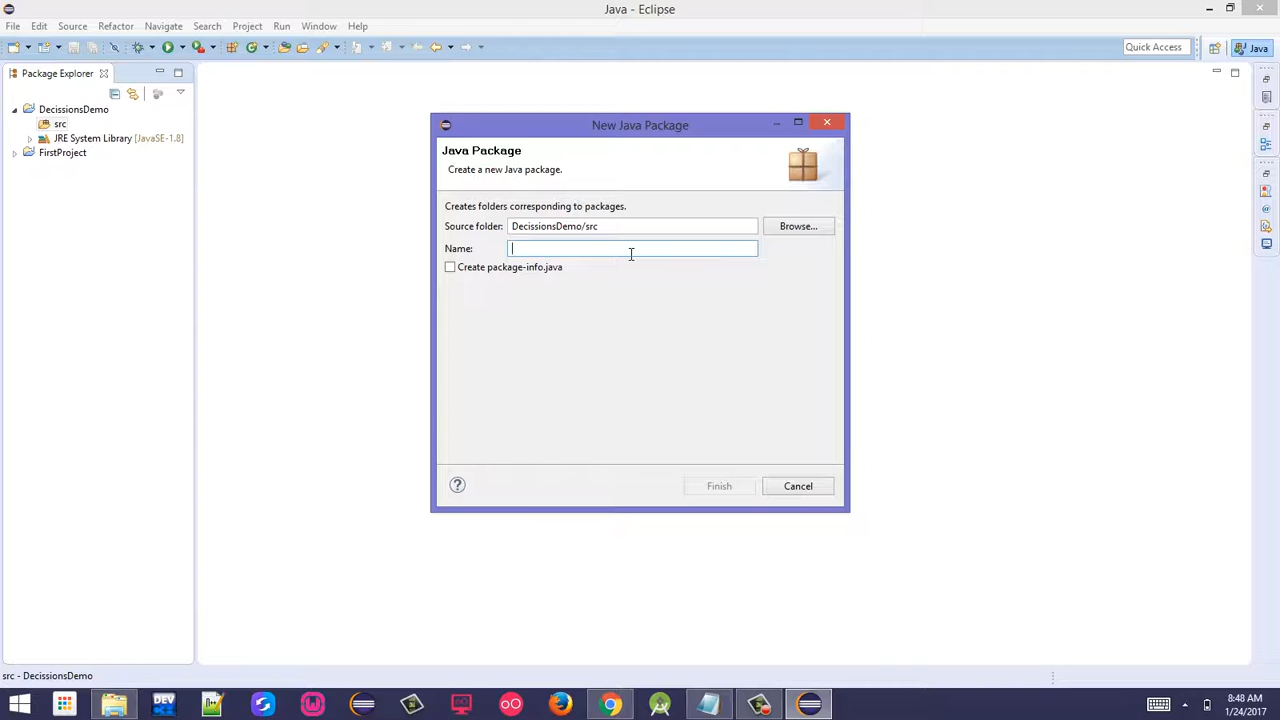 Java - Eclipse
File Edit Source Refactor Navigate Search Project Run Window Help
Quick Access
Java
Package Explorer
DecissionsDemo
src
JRE System Library [JavaSE-1.8]
FirstProject
New Java Package
Java Package
Create a new Java package.
Creates folders corresponding to packages.
Source folder: DecissionsDemo/src Browse...
Name:
Create package-info.java
? Finish Cancel
src - DecissionsDemo
DEV
8:48 AM
1/24/2017